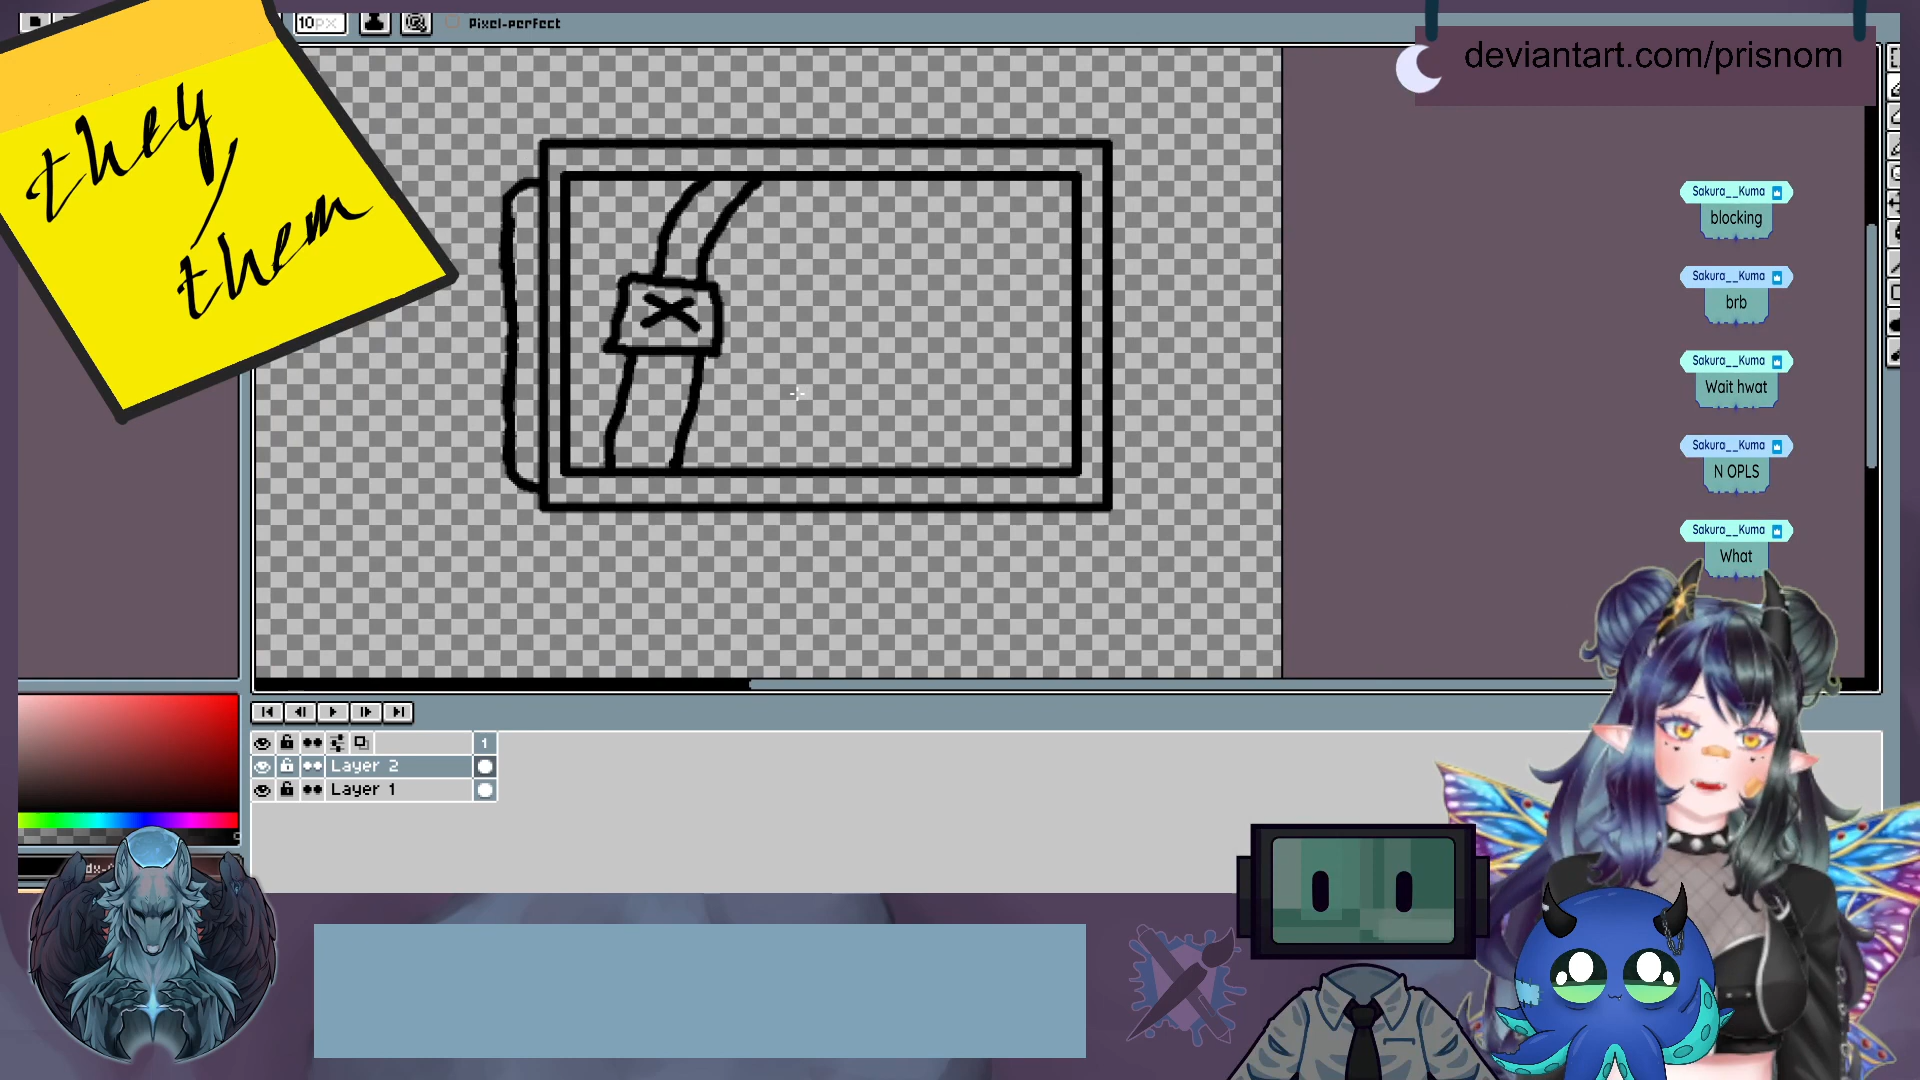 10px
Pixel-perfect
deviantart.com/prisnom
they
/
them
Sakura__Kuma
blocking
Sakura__Kuma
brb
Sakura__Kuma
Wait hwat
Sakura__Kuma
N OPLS
Sakura__Kuma
What
1
Layer 2
Layer 1